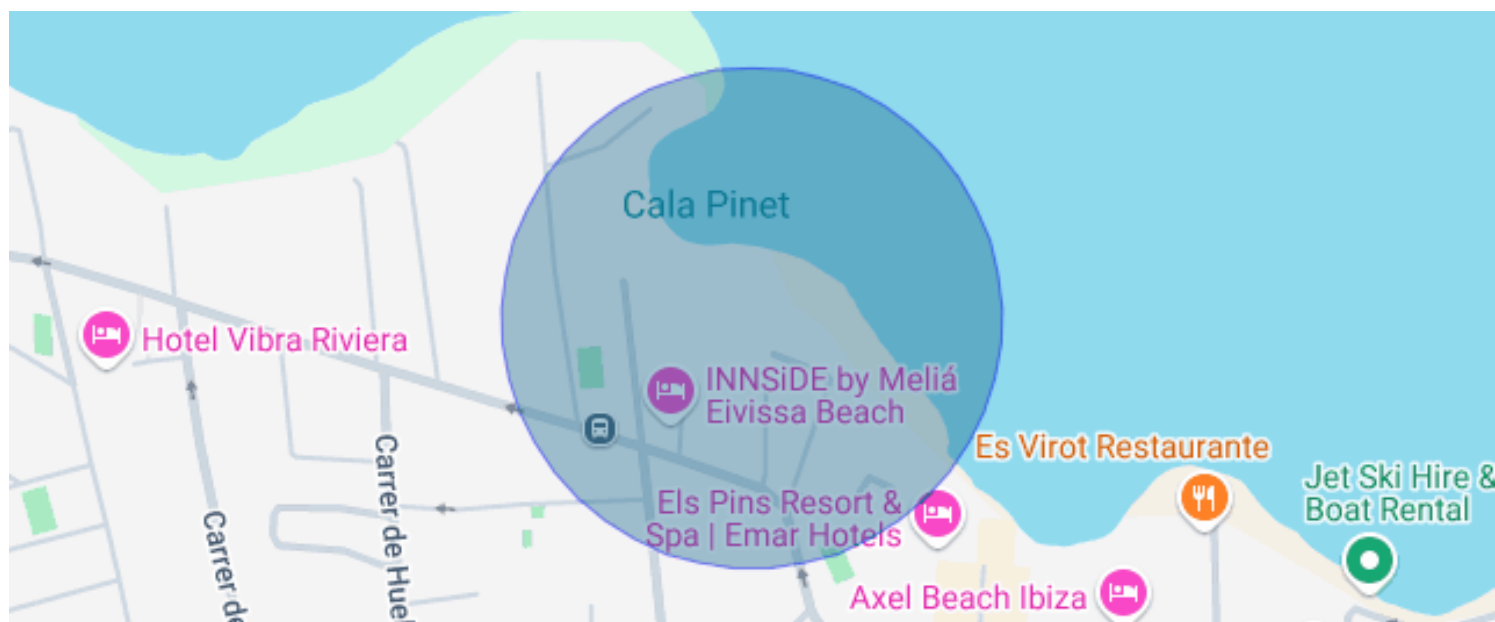 Cala Pinet
Hotel Vibra Riviera
INNSiDE by Meliá
Eivissa Beach
Es Virot Restaurante
Jet Ski Hire &
Boat Rental
Els Pins Resort &
Spa | Emar Hotels
Axel Beach Ibiza
Carrer de
Carrer de Huel